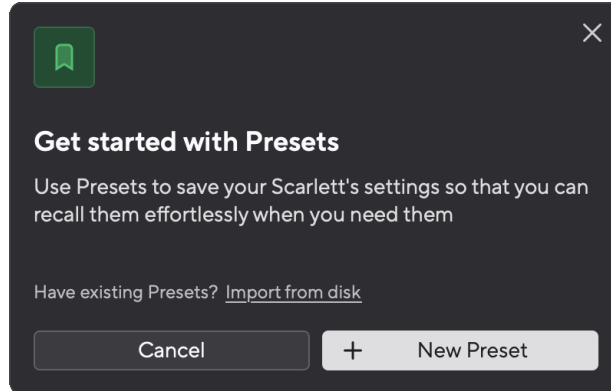 Get started with Presets
Use Presets to save your Scarlett's settings so that you can
recall them effortlessly when you need them
Have existing Presets? Import from disk
Cancel
+ New Preset